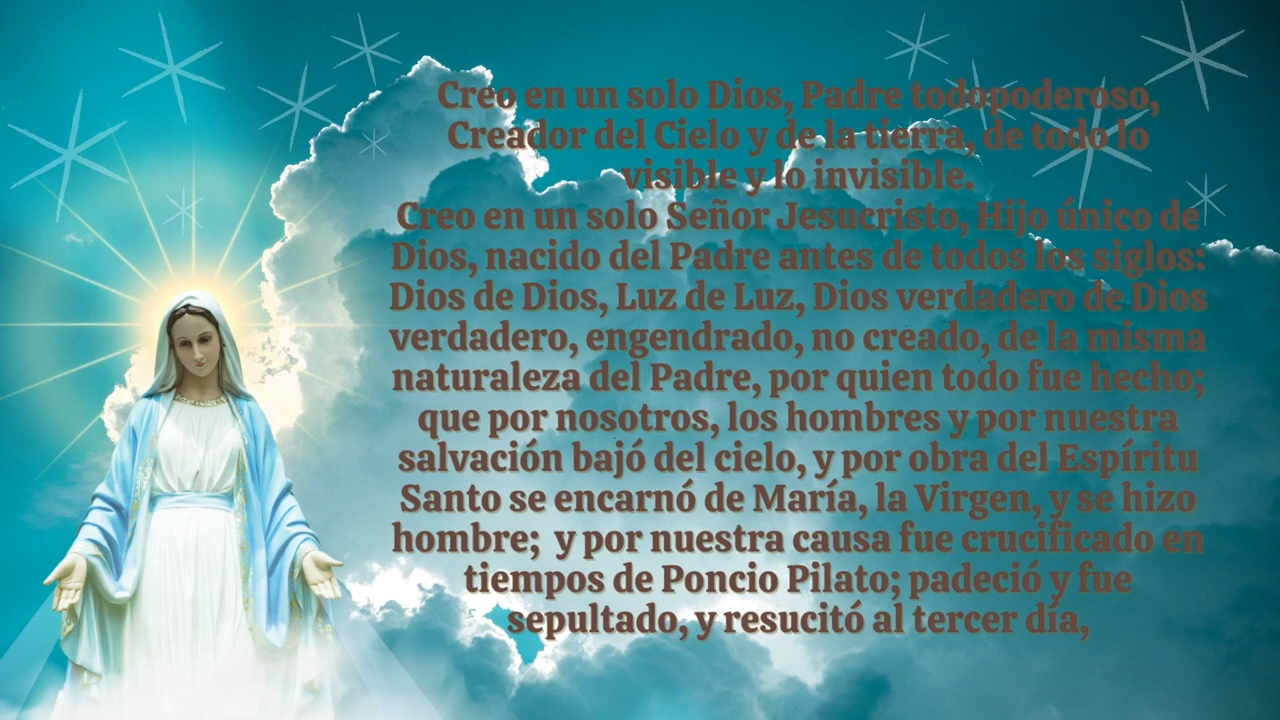 Creo en un solo Dios, Padre todopoderoso,
Creador del Cielo y de la tierra, de todo lo
visible y lo invisible.
Creo en un solo Señor Jesucristo, Hijo único de
Dios, nacido del Padre antes de todos los siglos:
Dios de Dios, Luz de Luz, Dios verdadero de Dios
verdadero, engendrado, no creado, de la misma
naturaleza del Padre, por quien todo fue hecho;
que por nosotros, los hombres y por nuestra
salvación bajó del cielo, y por obra del Espíritu
Santo se encarnó de María, la Virgen, y se hizo
hombre; y por nuestra causa fue crucificado en
tiempos de Poncio Pilato; padeció y fue
sepultado, y resucitó al tercer día,